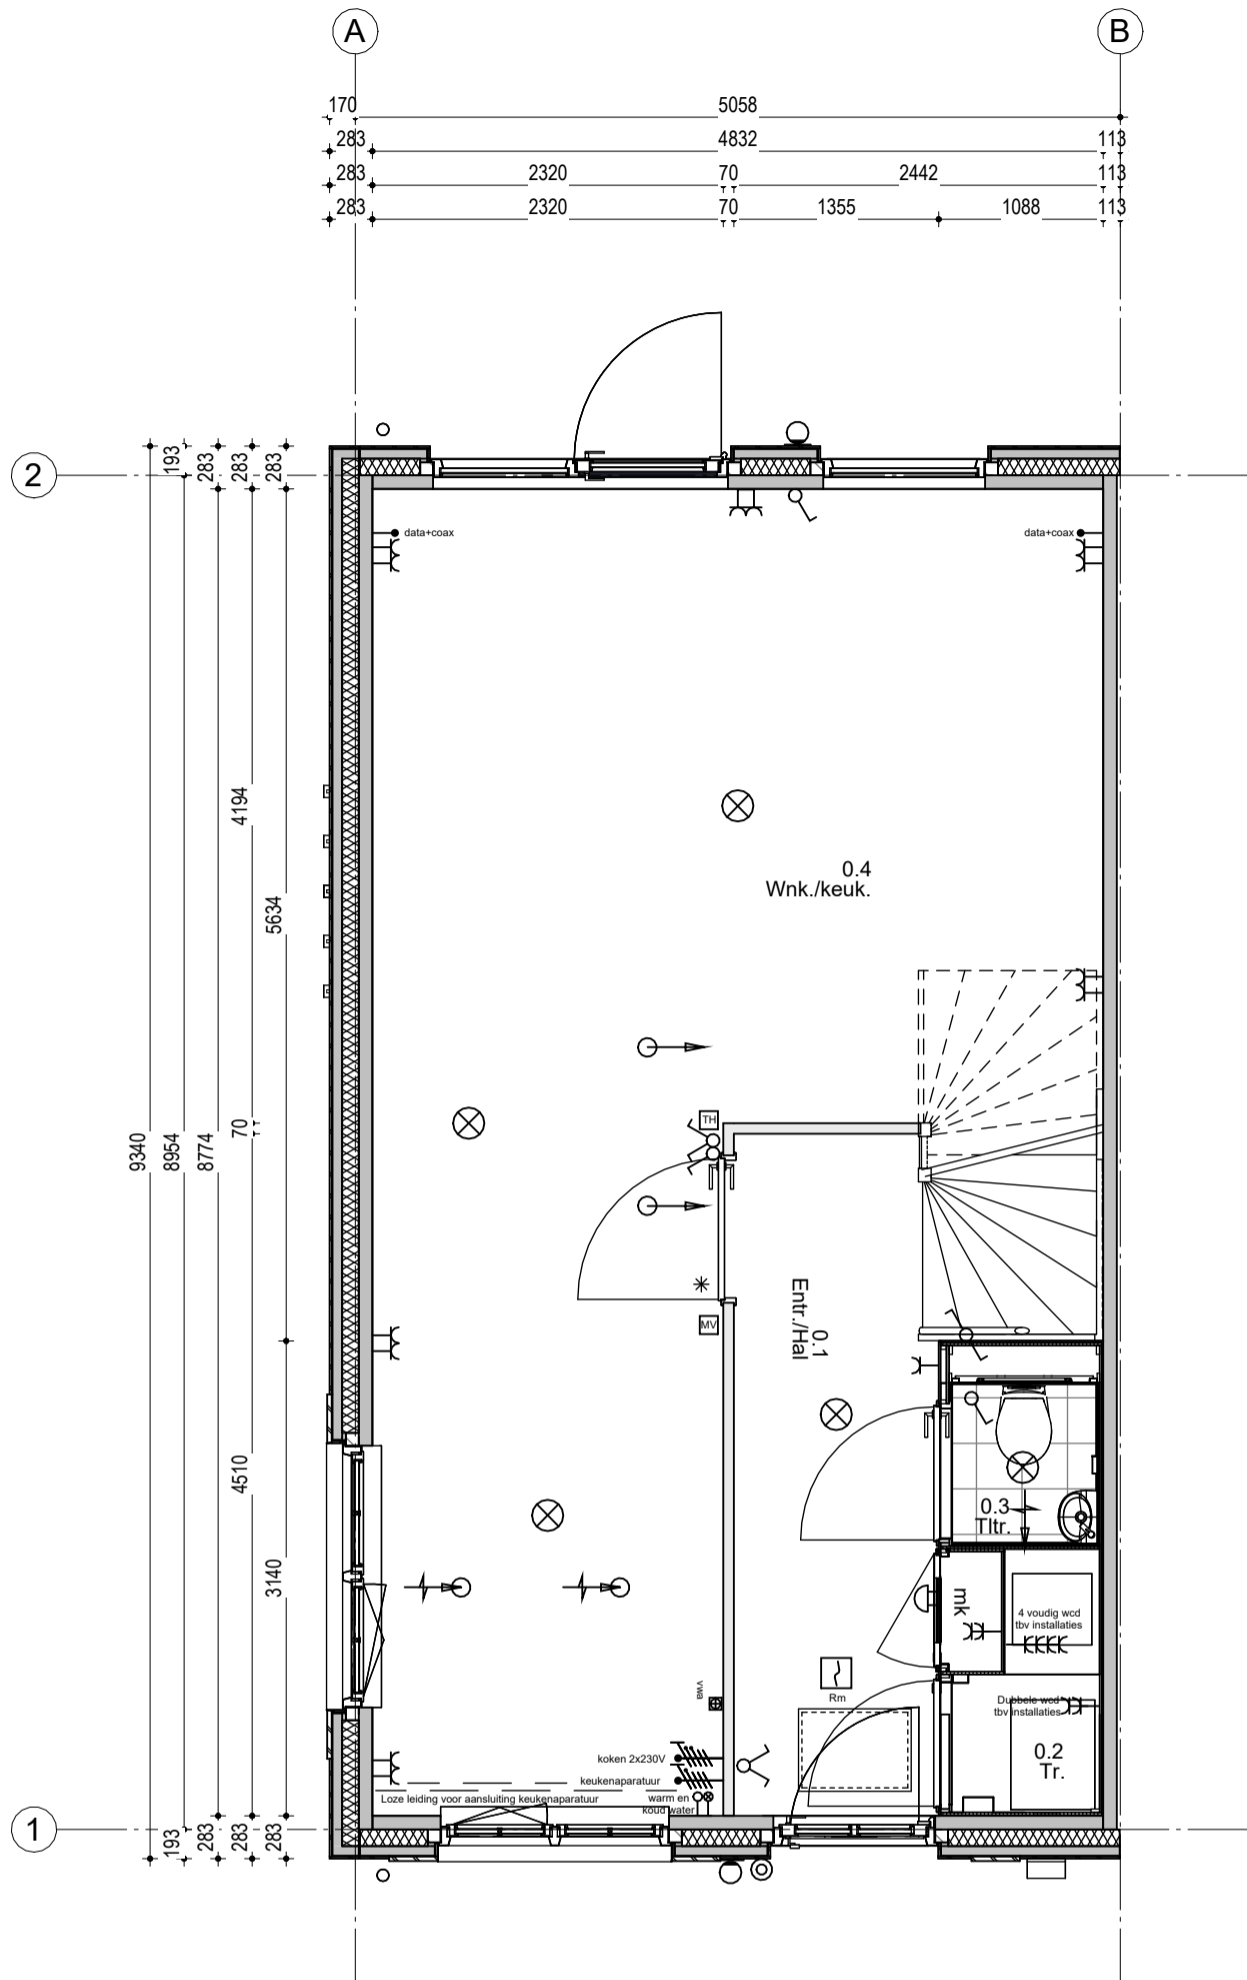 A
B
170
5058
283
4832
113
283
2320
70
2442
113
283
2320
70
1355
1088
113
2
193
283
283
283
data+coax
data+coax
4194
0.4
Wnk./keuk.
5634
TH
70
9340
8954
8774
MV
0.1
Entr./Hal
4510
0.3
Tltr.
3140
mk
4 voudig wcd
tbv installaties
Rm
vwa
Dubbele wcd
tbv installaties
0.2
Tr.
koken 2x230V
keukenaparatuur
Loze leiding voor aansluiting keukenaparatuur
warm en
koud water
1
193
283
283
283